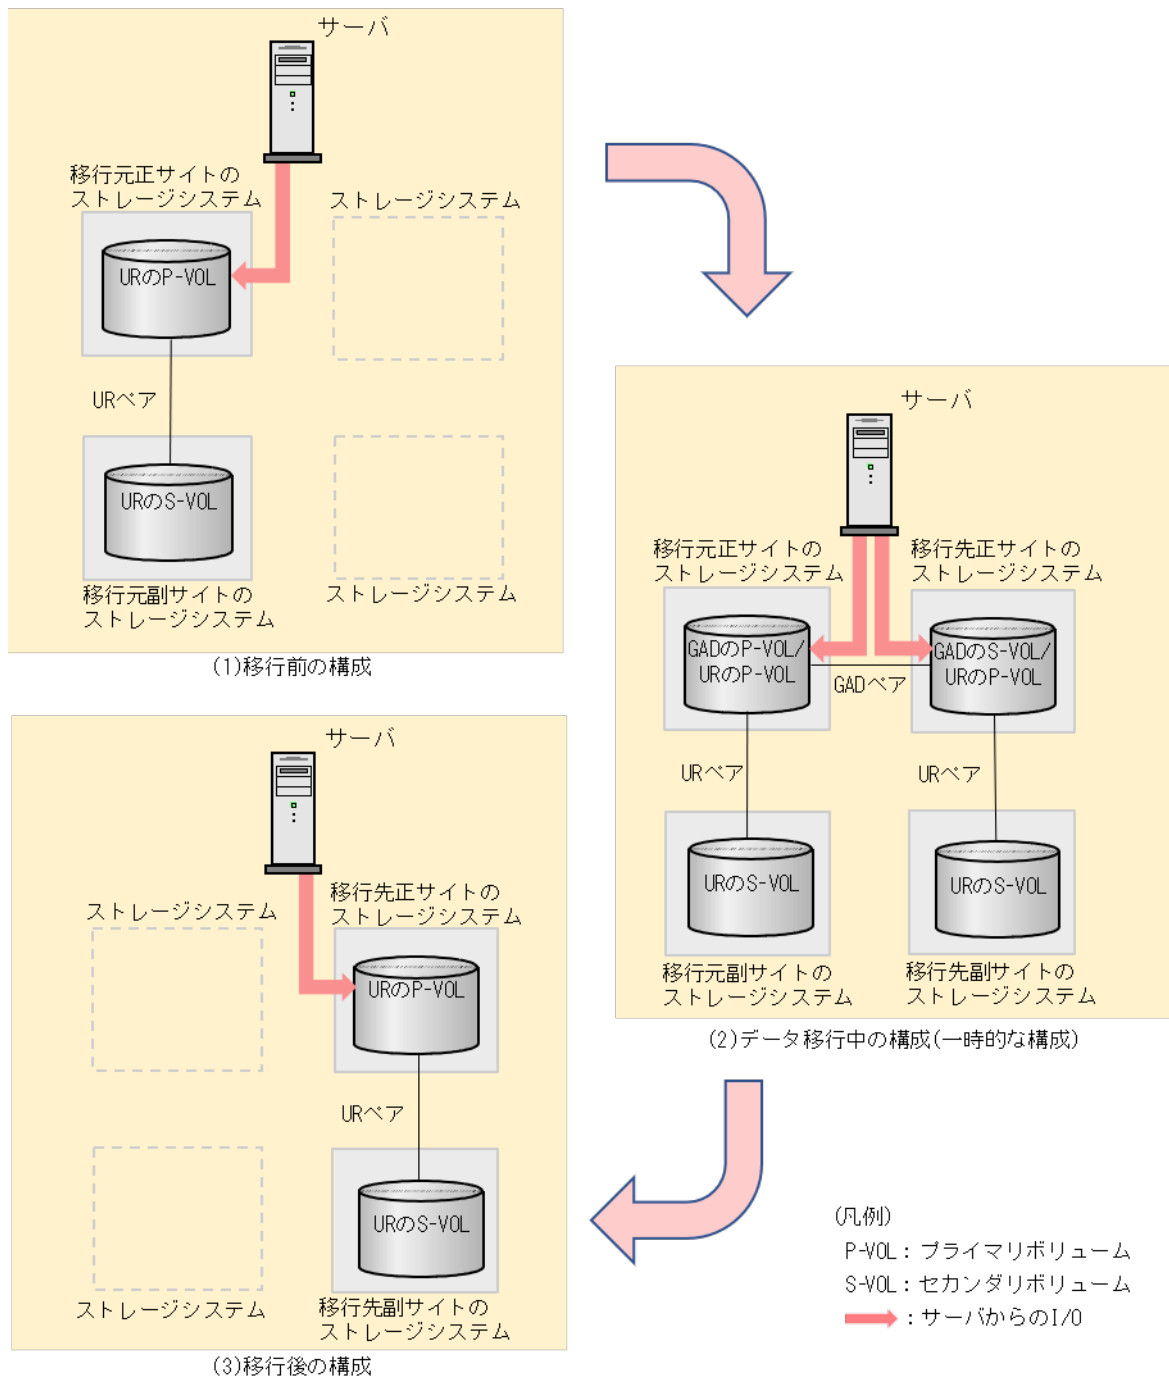 サーバ
移行元正サイトの
ストレージシステム
ストレージシステム
URのP-VOL
URペア
URのS-VOL
移行元副サイトの
ストレージシステム
ストレージシステム
(1)移行前の構成
サーバ
移行元正サイトの
ストレージシステム
移行先正サイトの
ストレージシステム
GADのP-VOL/
URのP-VOL
GADのS-VOL/
URのP-VOL
GADペア
URペア
URペア
URのS-VOL
URのS-VOL
移行元副サイトの
ストレージシステム
移行先副サイトの
ストレージシステム
(2)データ移行中の構成(一時的な構成)
サーバ
ストレージシステム
移行先正サイトの
ストレージシステム
URのP-VOL
URペア
URのS-VOL
ストレージシステム
移行先副サイトの
ストレージシステム
(3)移行後の構成
(凡例)
P-VOL：プライマリボリューム
S-VOL：セカンダリボリューム
：サーバからのI/O